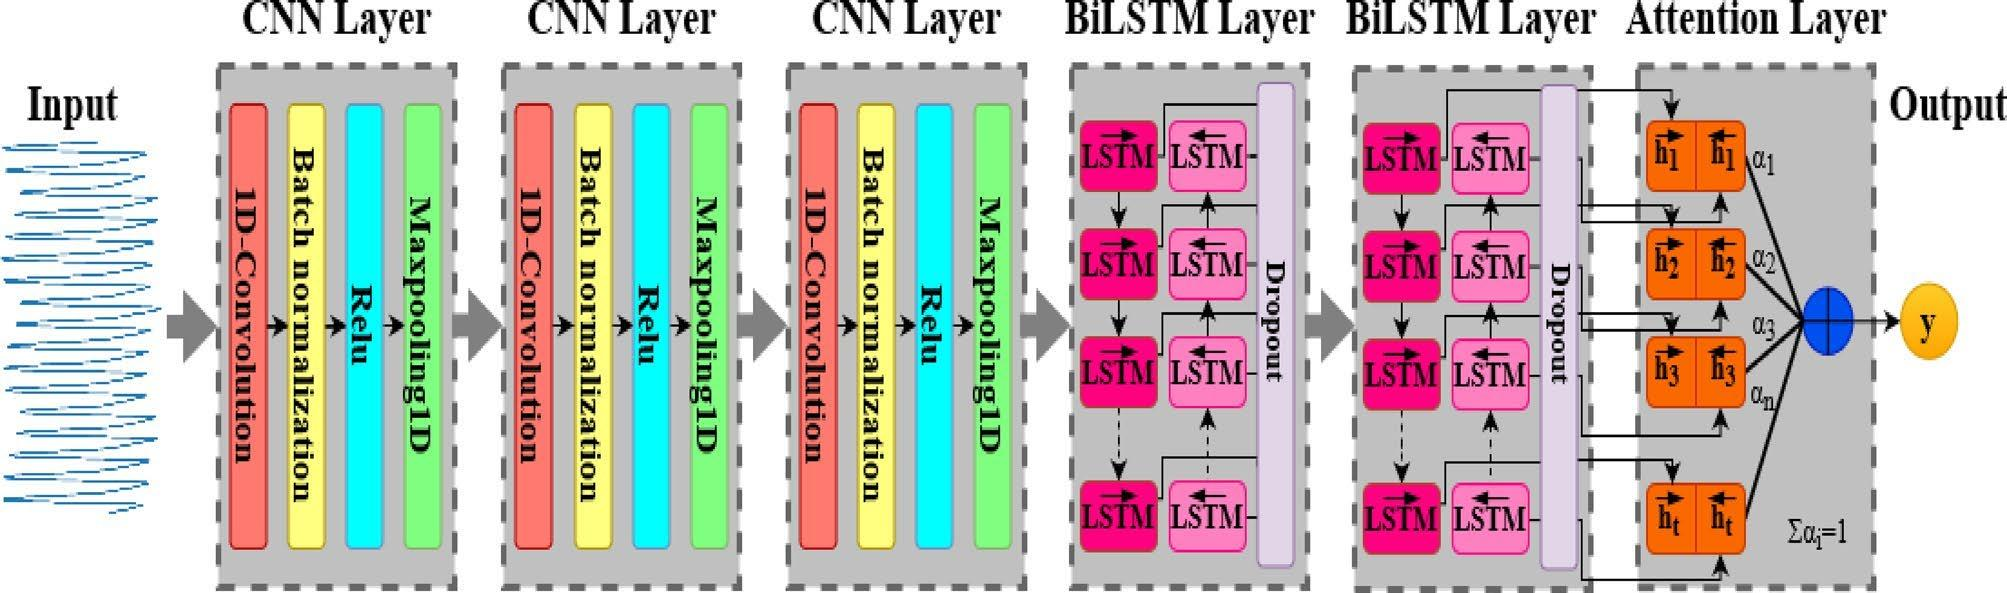 CNN Layer
CNN Layer
CNN Layer
BiLSTM Layer
BiLSTM Layer
Attention Layer
Input
Output
1D-Convolution
Batch normalization
Relu
Maxpooling1D
1D-Convolution
Batch normalization
Relu
Maxpooling1D
1D-Convolution
Batch normalization
Relu
Maxpooling1D
LSTM LSTM
LSTM LSTM
LSTM LSTM
LSTM LSTM
Dropout
LSTM LSTM
LSTM LSTM
LSTM LSTM
LSTM LSTM
Dropout
h1 h1 α1
h2 h2 α2
α3
h3 h3
αn
ht ht
Σαi=1
y